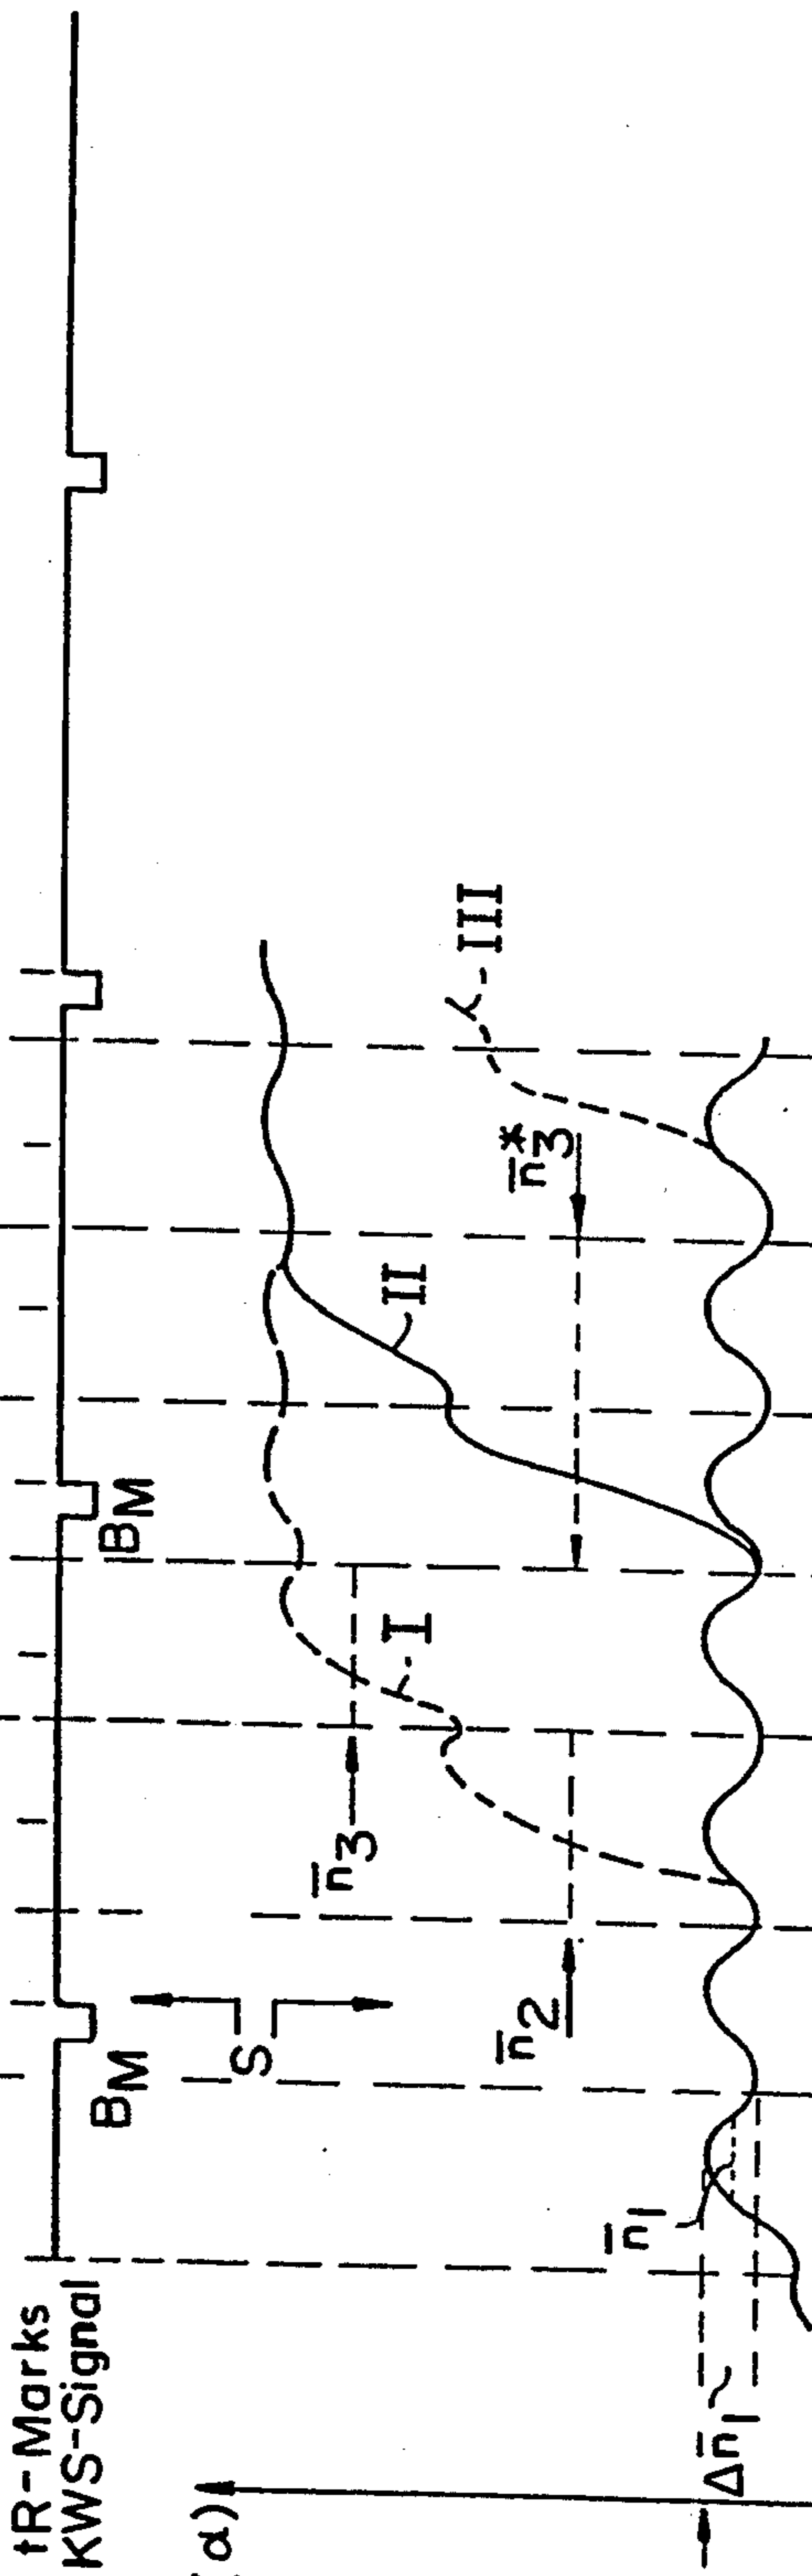 tR-Marks
KWS-Signal
BM
BM
S
α)
n̄3
I
II
n̄3*
III
n̄2
n̄1
Δn̄1